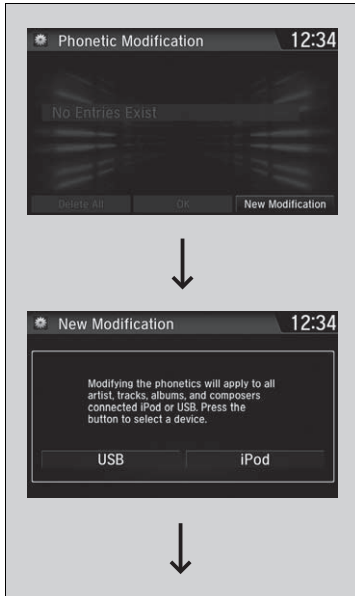 Phonetic Modification 12:34
No Entries Exist
Delete All OK New Modification
New Modification 12:34
Modifying the phonetics will apply to all
artist, tracks, albums, and composers
connected iPod or USB. Press the
button to select a device.
USB iPod